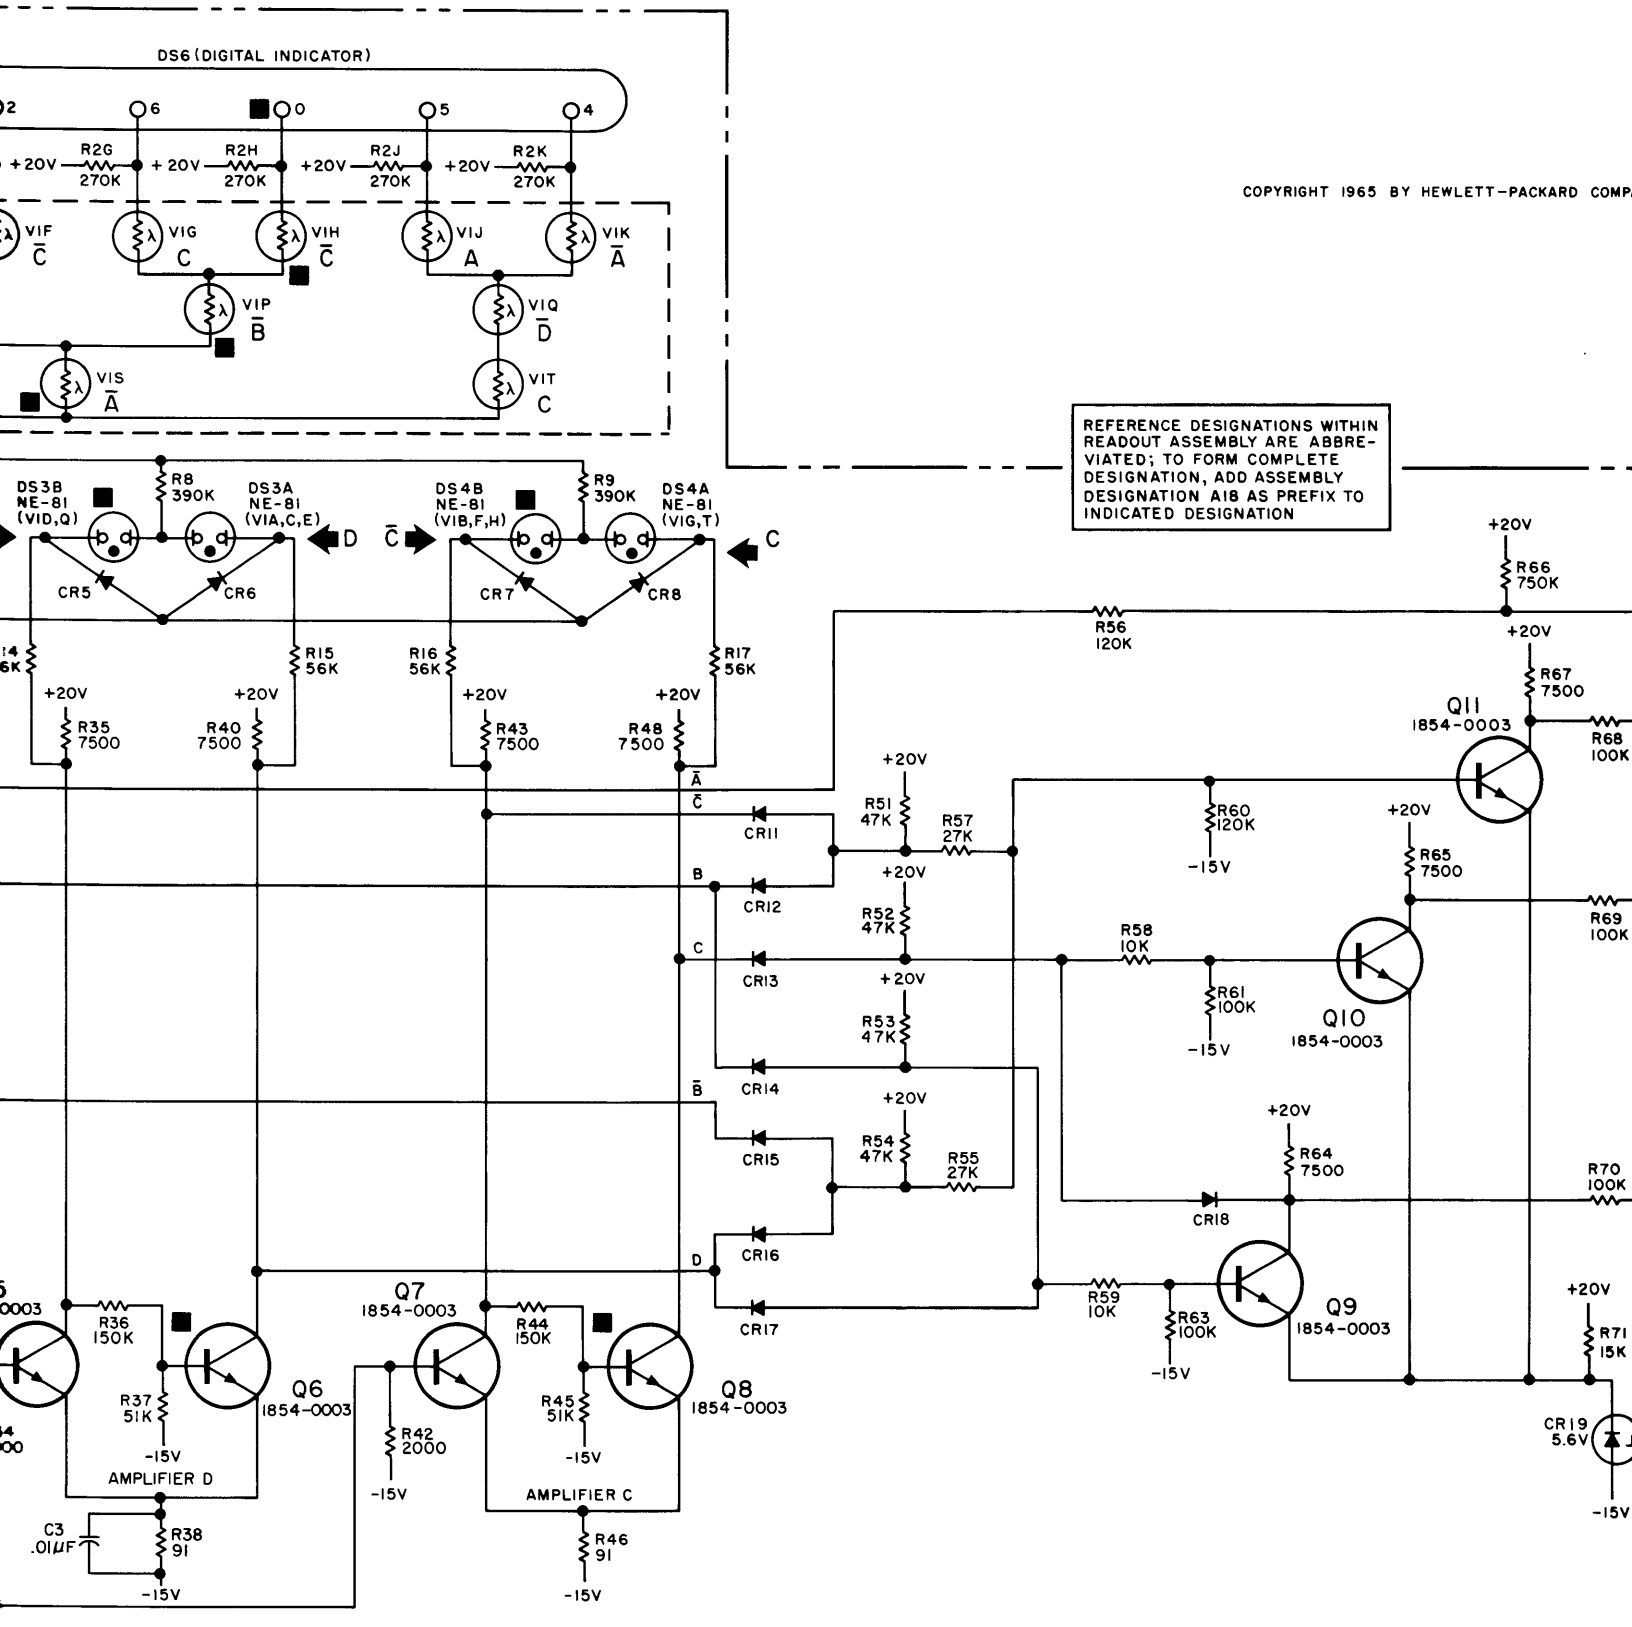 DS6 (DIGITAL INDICATOR)
2 6 0 5 4
R2G R2H R2J R2K
+20V +20V +20V +20V
270K 270K 270K 270K
COPYRIGHT 1965 BY HEWLETT-PACKARD
V1F V1G V1H V1J V1K
C̅ C C̅ A A̅
λ λ λ λ λ
V1P V1Q
B̅ D̅
λ λ
V1S V1T
A̅ C
λ λ
REFERENCE DESIGNATIONS WITHIN
READOUT ASSEMBLY ARE ABBRE-
VIATED; TO FORM COMPLETE
DESIGNATION, ADD ASSEMBLY
DESIGNATION A18 AS PREFIX TO
INDICATED DESIGNATION
DS3B
NE-81
(V1D,Q)
R8
390K
DS3A
NE-81
(V1A,C,E)
D
DS4B
NE-81
(V1B,F,H)
C̅
R9
390K
DS4A
NE-81
(V1G,T)
C
CR5 CR6 CR7 CR8
+20V
R66
750K
R56
120K
R15
56K
R16
56K
R17
56K
+20V
R67
7500
+20V
R35
7500
+20V
R40
7500
+20V
R43
7500
+20V
R48
7500
Q11
1854-0003
R68
100K
A̅
C̅
CR11
+20V
R51
47K
R57
27K
R60
120K
-15V
+20V
R65
7500
B
CR12
+20V
R52
47K
R69
100K
C
CR13
R58
10K
R61
100K
-15V
Q10
1854-0003
+20V
R53
47K
CR14
B̅
CR15
+20V
R54
47K
R55
27K
+20V
R64
7500
R70
100K
CR18
CR16
D
CR17
R59
10K
R63
100K
-15V
Q9
1854-0003
+20V
R71
15K
CR19
5.6V
-15V
R36
150K
R37
51K
-15V
Q6
1854-0003
AMPLIFIER D
C3
.01µF
R38
91
-15V
Q7
1854-0003
R44
150K
R45
51K
-15V
Q8
1854-0003
R42
2000
-15V
AMPLIFIER C
R46
91
-15V